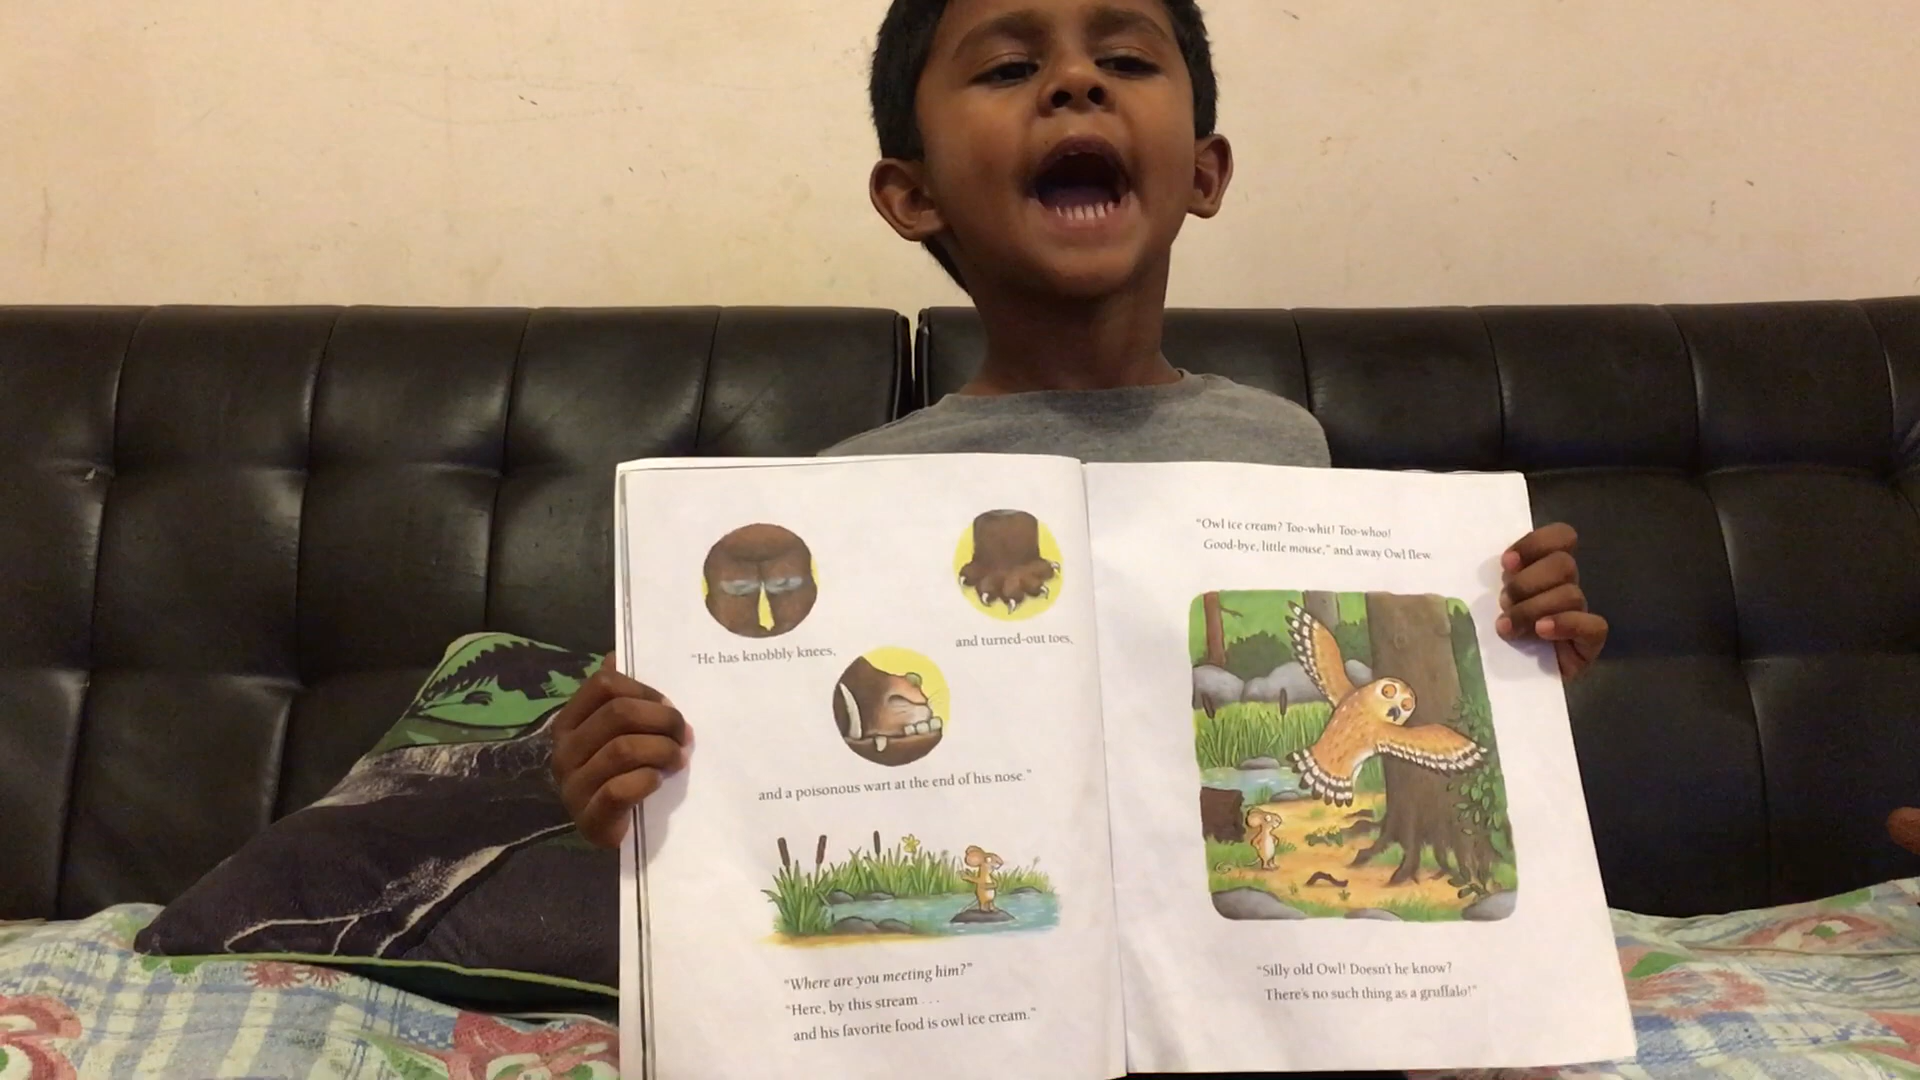 "He has knobbly knees,
and turned-out toes,
and a poisonous wart at the end of his nose."
"Where are you meeting him?"
"Here, by this stream . . .
and his favorite food is owl ice cream."
"Owl ice cream? Too-whit! Too-whoo!
Good-bye, little mouse," and away Owl flew.
"Silly old Owl! Doesn't he know?
There's no such thing as a gruffalo!"